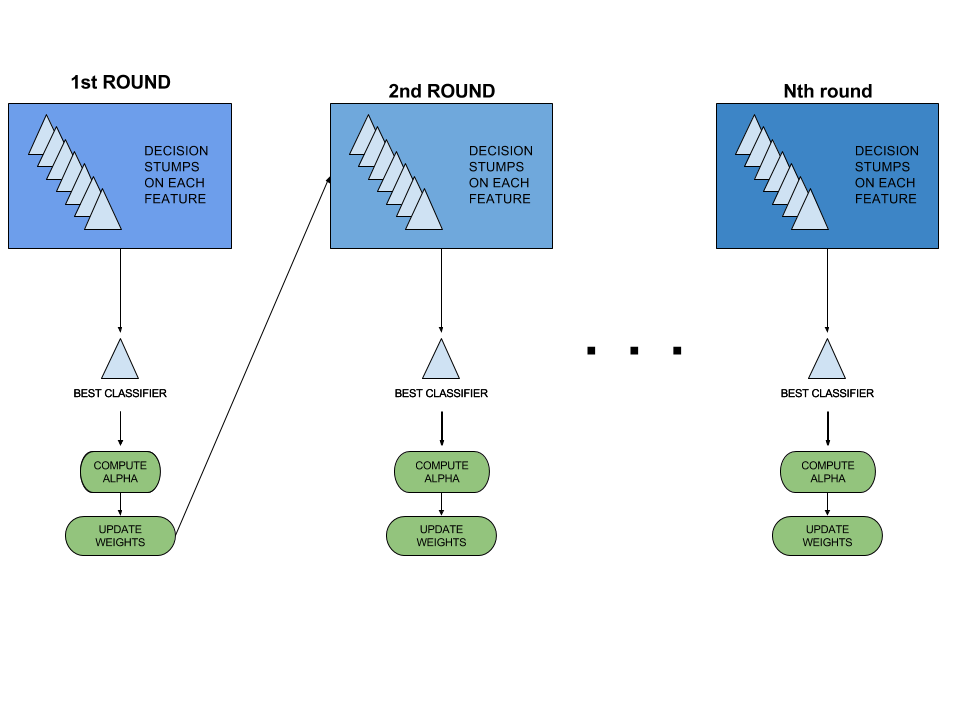 1st ROUND
DECISION
STUMPS
ON EACH
FEATURE
BEST CLASSIFIER
COMPUTE
ALPHA
UPDATE
WEIGHTS
2nd ROUND
DECISION
STUMPS
ON EACH
FEATURE
BEST CLASSIFIER
COMPUTE
ALPHA
UPDATE
WEIGHTS
. . .
Nth round
DECISION
STUMPS
ON EACH
FEATURE
BEST CLASSIFIER
COMPUTE
ALPHA
UPDATE
WEIGHTS